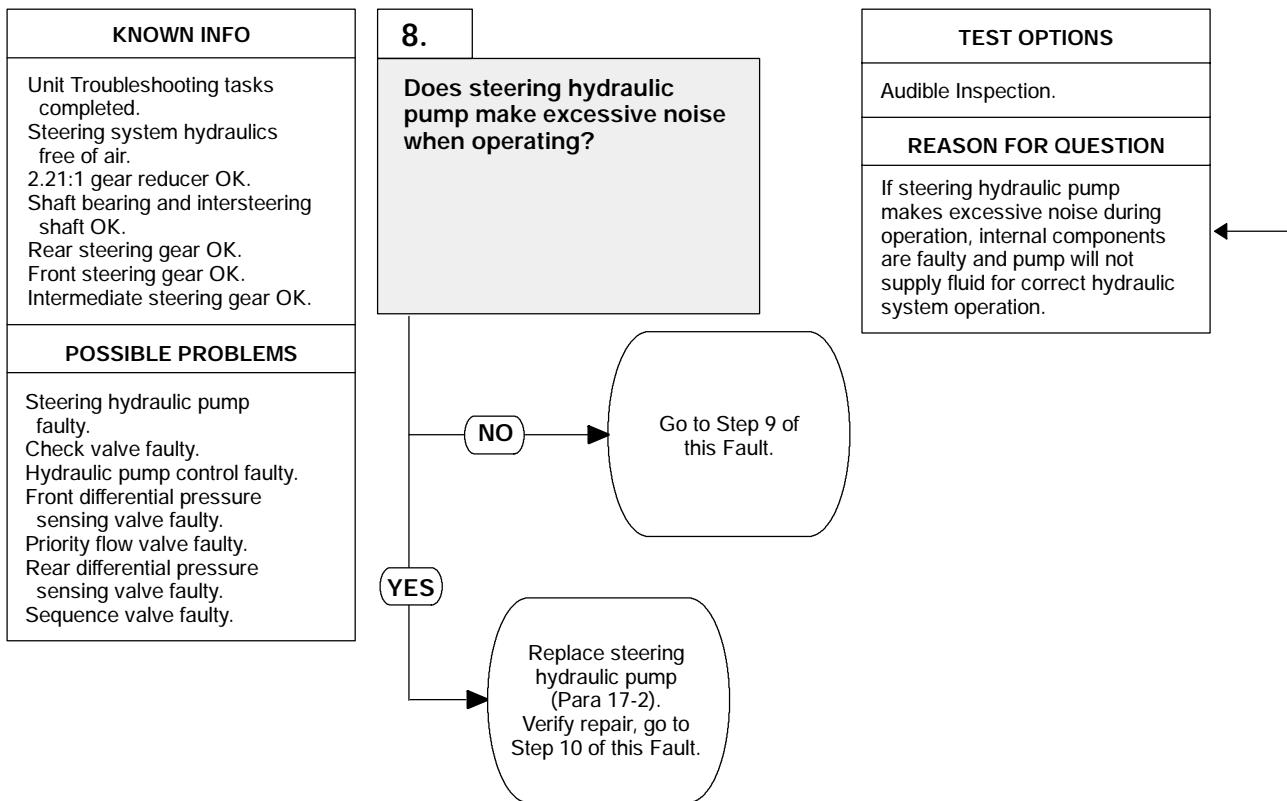 KNOWN INFO
Unit Troubleshooting tasks
completed.
Steering system hydraulics
free of air.
2.21:1 gear reducer OK.
Shaft bearing and intersteering
shaft OK.
Rear steering gear OK.
Front steering gear OK.
Intermediate steering gear OK.
POSSIBLE PROBLEMS
Steering hydraulic pump
faulty.
Check valve faulty.
Hydraulic pump control faulty.
Front differential pressure
sensing valve faulty.
Priority flow valve faulty.
Rear differential pressure
sensing valve faulty.
Sequence valve faulty.
8.
Does steering hydraulic
pump make excessive noise
when operating?
NO
Go to Step 9 of
this Fault.
YES
Replace steering
hydraulic pump
(Para 17-2).
Verify repair, go to
Step 10 of this Fault.
TEST OPTIONS
Audible Inspection.
REASON FOR QUESTION
If steering hydraulic pump
makes excessive noise during
operation, internal components
are faulty and pump will not
supply fluid for correct hydraulic
system operation.